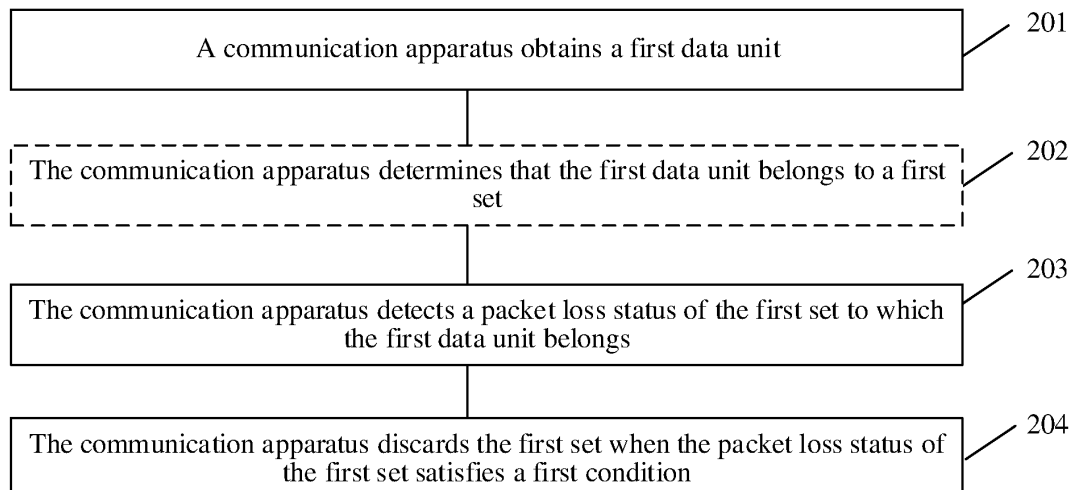 A communication apparatus obtains a first data unit
201
The communication apparatus determines that the first data unit belongs to a first
set
202
The communication apparatus detects a packet loss status of the first set to which
the first data unit belongs
203
The communication apparatus discards the first set when the packet loss status of
the first set satisfies a first condition
204